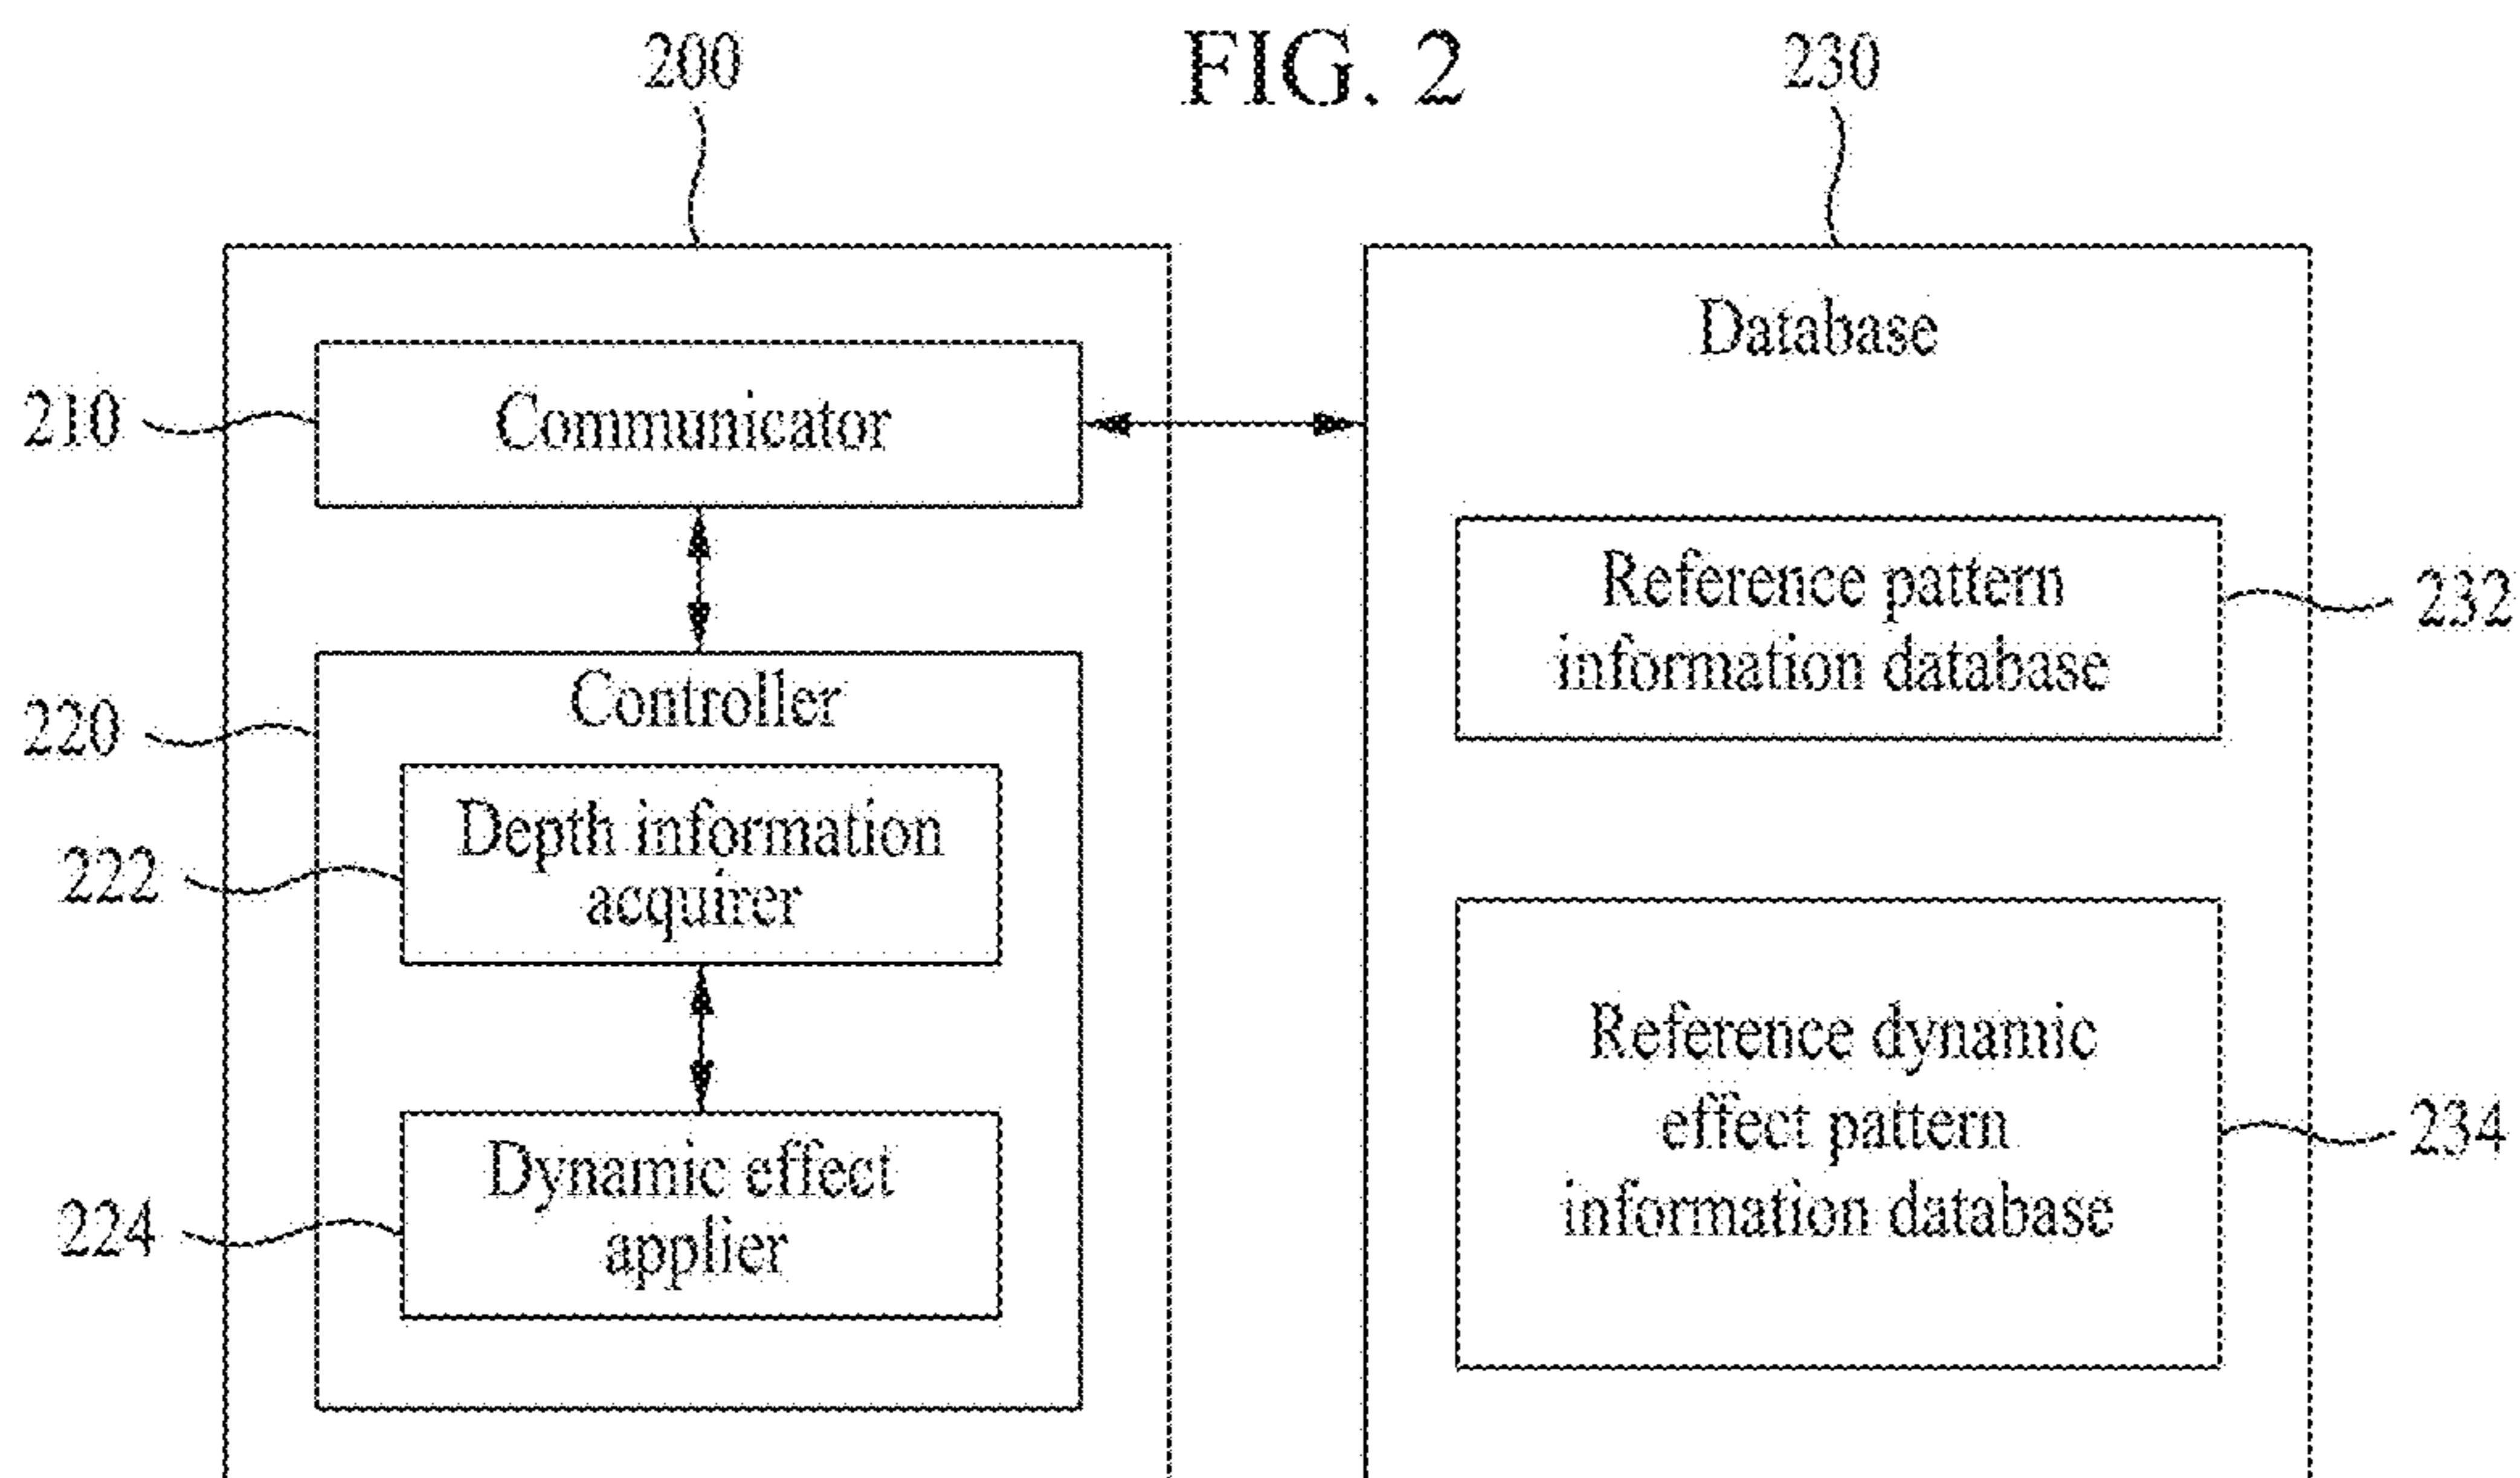 FIG. 2
200
230
Database
210
Communicator
Reference pattern
information database
232
220
Controller
222
Depth information
acquirer
Reference dynamic
effect pattern
information database
234
224
Dynamic effect
applier